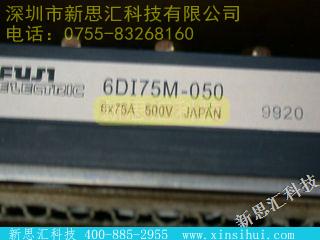 深圳市新思汇科技有限公司
电话：0755-83268160
FUJI
ELECTRIC
6DI75M-050
6x75A 500V JAPAN
9920
新思汇科技
新思汇科技 400-885-2955 www.xinsihui.com